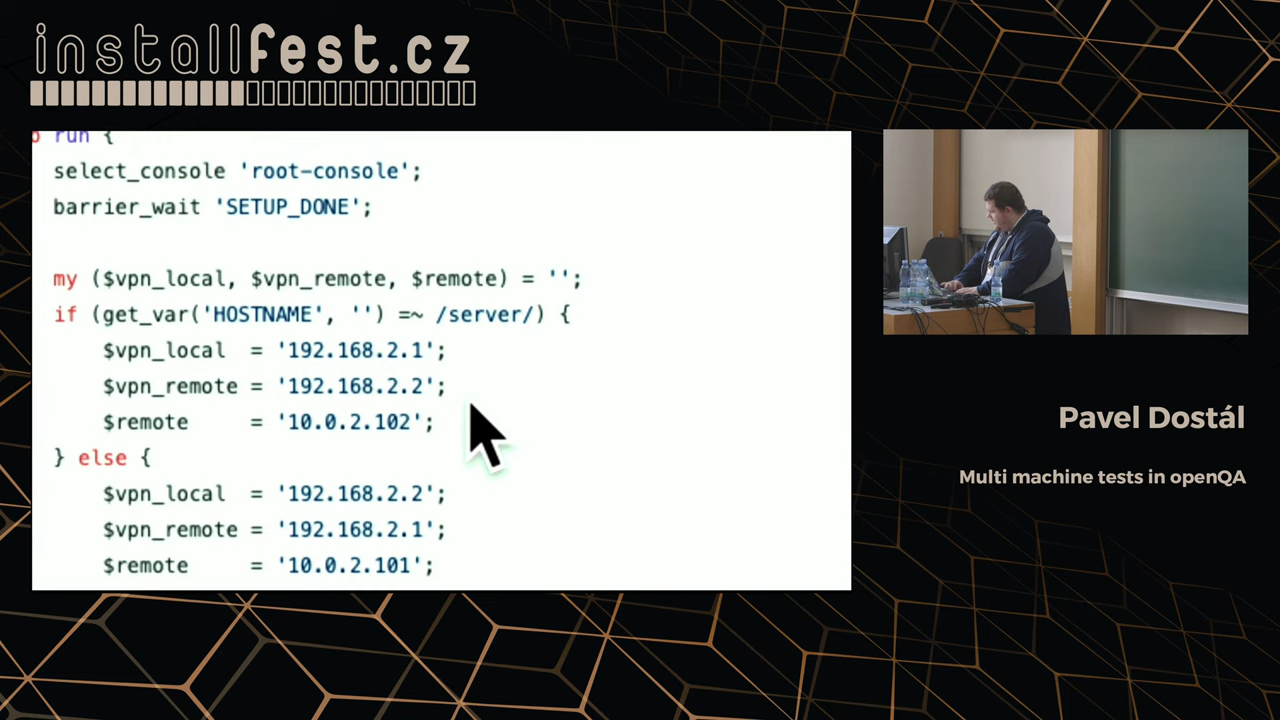 installfest.cz
run {
select_console 'root-console';
barrier_wait 'SETUP_DONE';
my ($vpn_local, $vpn_remote, $remote) = '';
if (get_var('HOSTNAME', '') =~ /server/) {
$vpn_local = '192.168.2.1';
$vpn_remote = '192.168.2.2';
$remote = '10.0.2.102';
} else {
$vpn_local = '192.168.2.2';
$vpn_remote = '192.168.2.1';
$remote = '10.0.2.101';
Pavel Dostál
Multi machine tests in openQA